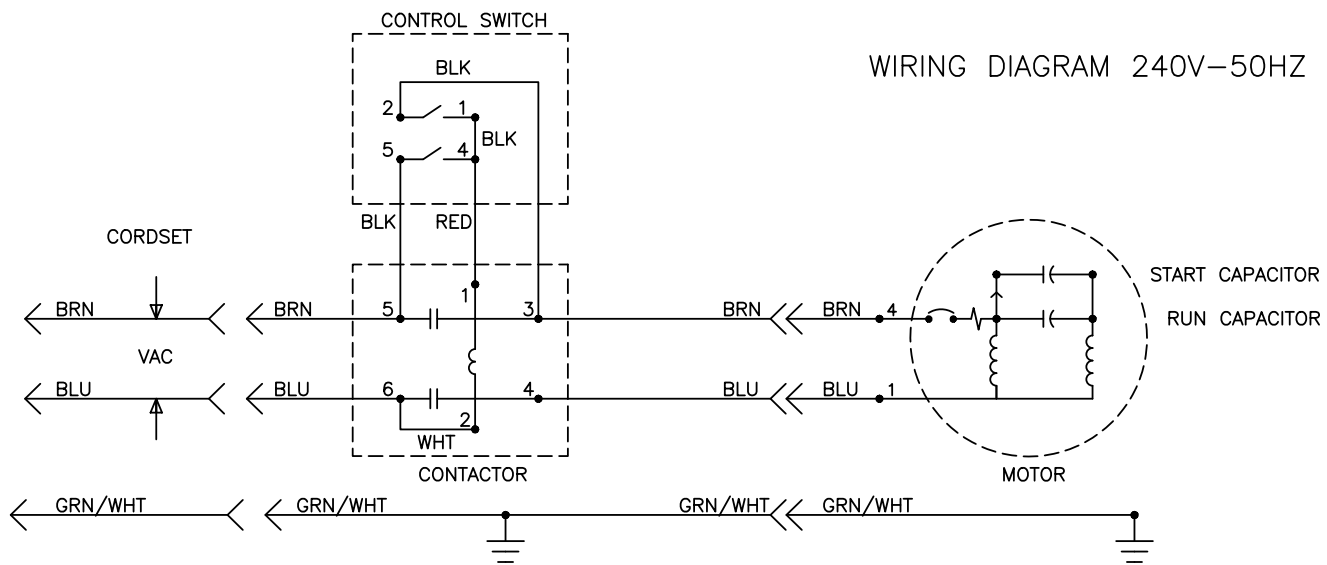 CONTROL SWITCH
WIRING DIAGRAM 240V-50HZ
BLK
2 1
BLK
5 4
BLK RED
CORDSET
START CAPACITOR
1
BRN BRN 5 3 BRN BRN 4
RUN CAPACITOR
VAC
BLU BLU 6 4 BLU BLU 1
2
WHT
CONTACTOR MOTOR
GRN/WHT GRN/WHT GRN/WHT GRN/WHT